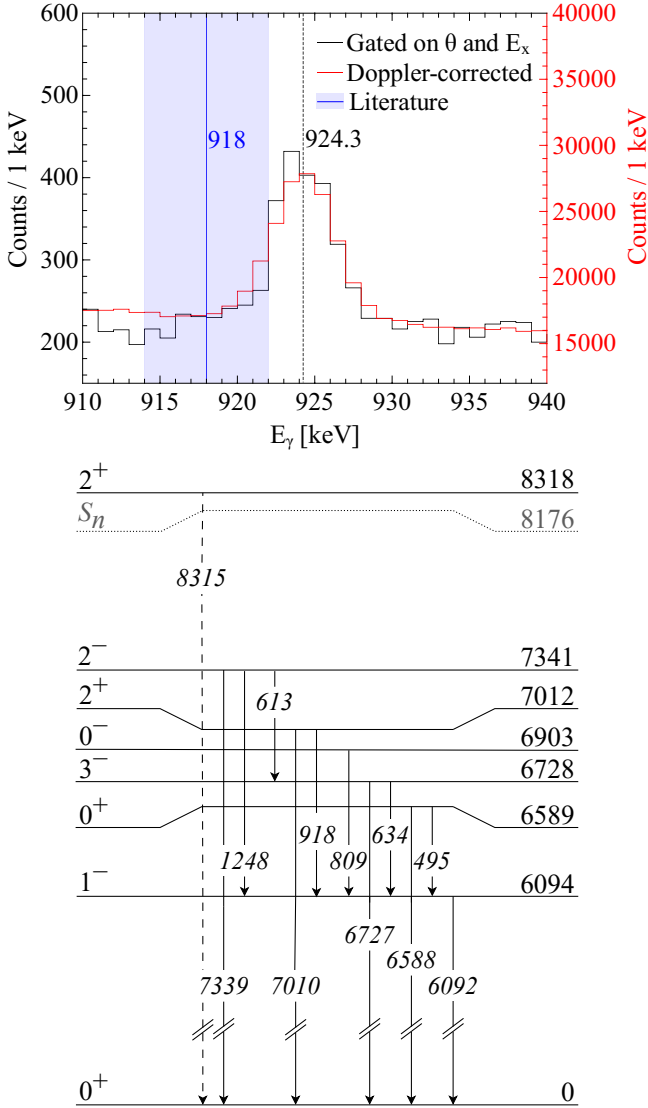 600
500
400
300
200
40000
35000
30000
25000
20000
15000
Counts / 1 keV
Counts / 1 keV
Gated on θ and Eₓ
Doppler-corrected
Literature
918
924.3
910 915 920 925 930 935 940
E_γ [keV]
2⁺ 8318
Sₙ 8176
8315
2⁻ 7341
2⁺ 7012
613
0⁻ 6903
3⁻ 6728
0⁺ 6589
918 634
1248 809 495
1⁻ 6094
6727
6588
7339 7010 6092
0⁺ 0